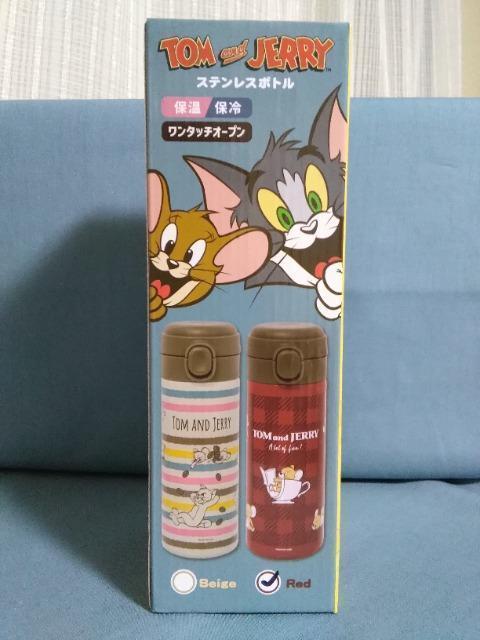 TOM and JERRY™
ステンレスボトル
保温/保冷
ワンタッチオープン
TOM AND JERRY
TOM and JERRY
A lot of fun!
Beige
Red